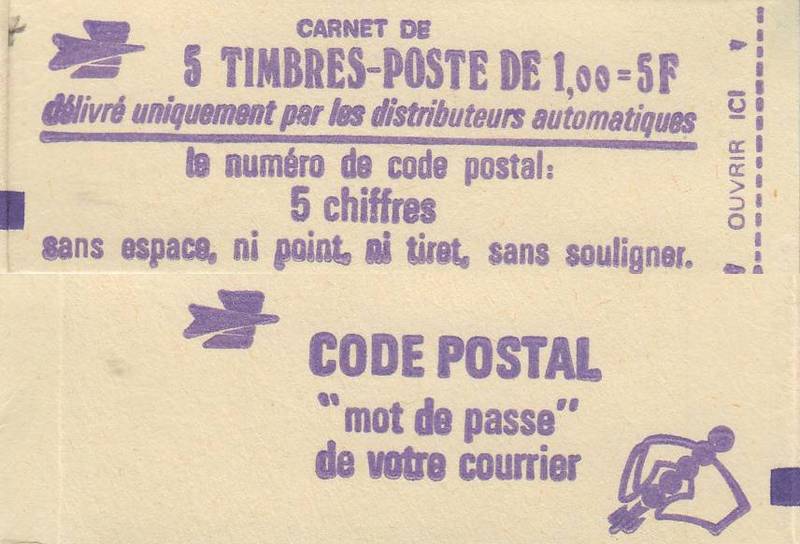 CARNET DE
5 TIMBRES-POSTE DE 1,00 = 5F
délivré uniquement par les distributeurs automatiques
le numéro de code postal:
5 chiffres
sans espace, ni point, ni tiret, sans souligner.
OUVRIR ICI
CODE POSTAL
"mot de passe"
de votre courrier